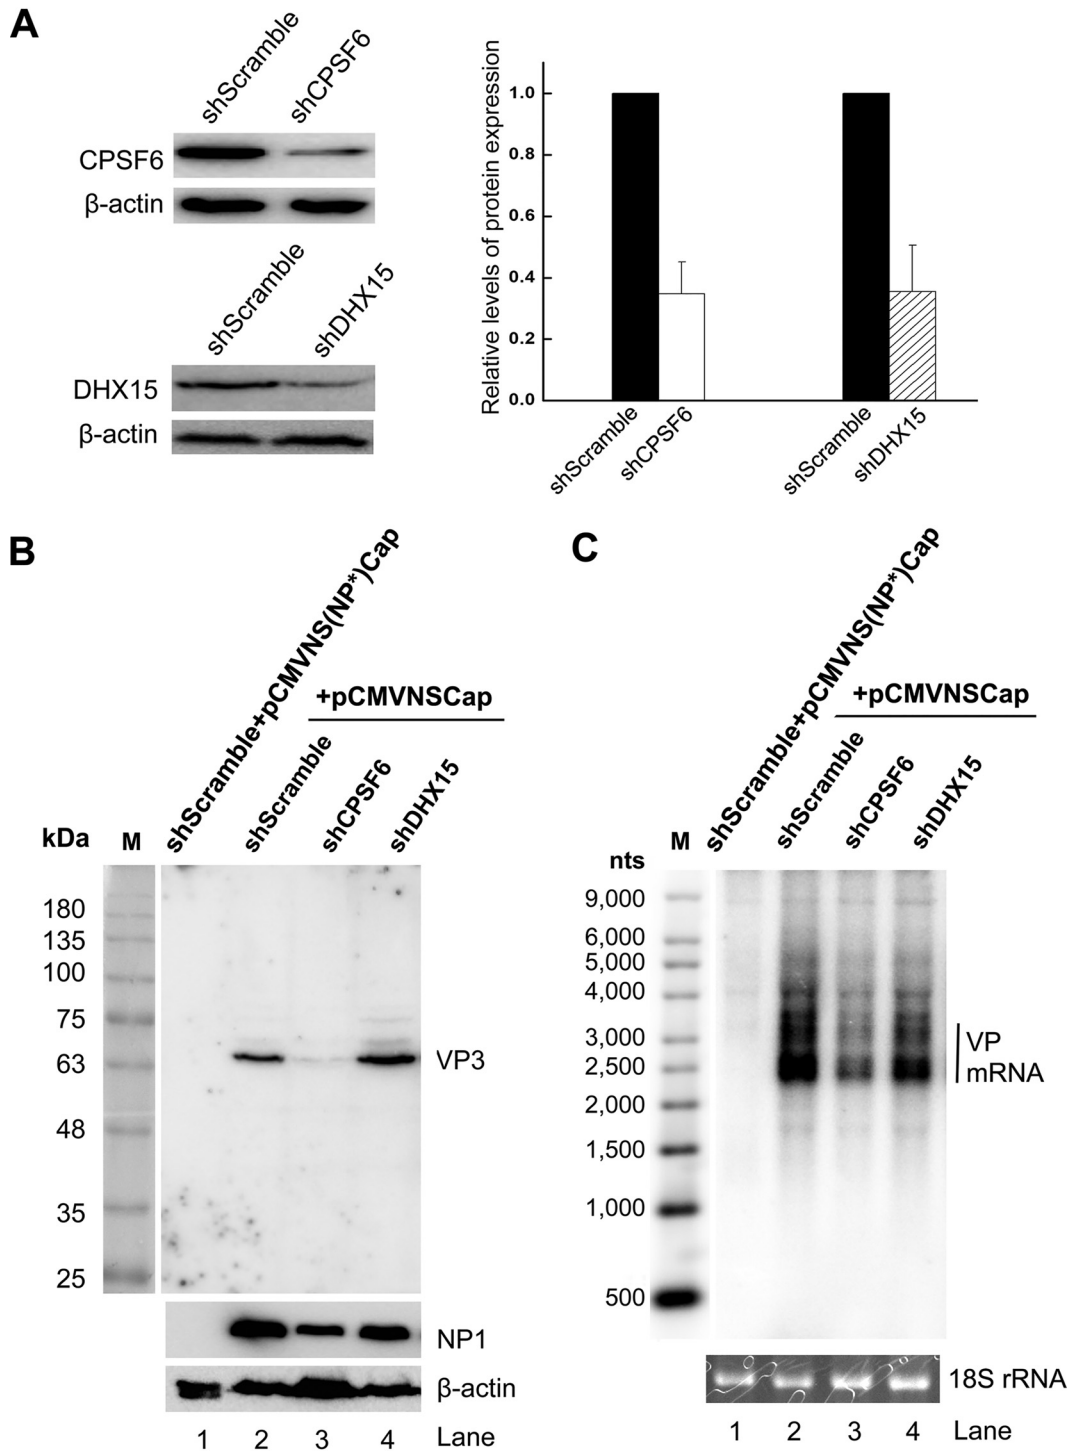 A
shScramble
shCPSF6
CPSF6
β-actin
shScramble
shDHX15
DHX15
β-actin
Relative levels of protein expression
1.0
0.8
0.6
0.4
0.2
0.0
shScramble
shCPSF6
shScramble
shDHX15
B
shScramble+pCMVNS(NP*)Cap
+pCMVNSCap
shScramble
shCPSF6
shDHX15
kDa
M
180
135
100
75
63
48
35
25
VP3
NP1
β-actin
1 2 3 4 Lane
C
shScramble+pCMVNS(NP*)Cap
+pCMVNSCap
shScramble
shCPSF6
shDHX15
nts
M
9,000
6,000
5,000
4,000
3,000
2,500
2,000
1,500
1,000
500
VP
mRNA
18S rRNA
1 2 3 4 Lane